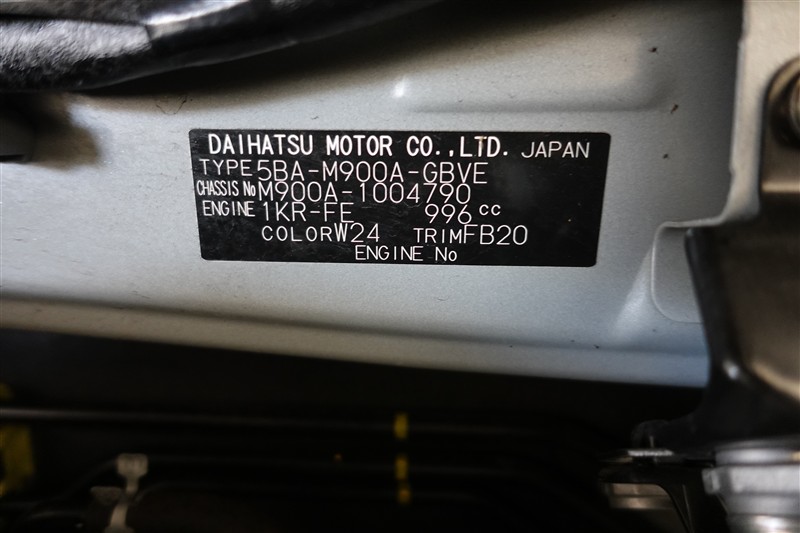 DAIHATSU MOTOR CO.,LTD. JAPAN
TYPE 5BA-M900A-GBVE
CHASSIS No M900A-1004790
ENGINE 1KR-FE 996 cc
COLOR W24 TRIM FB20
ENGINE No